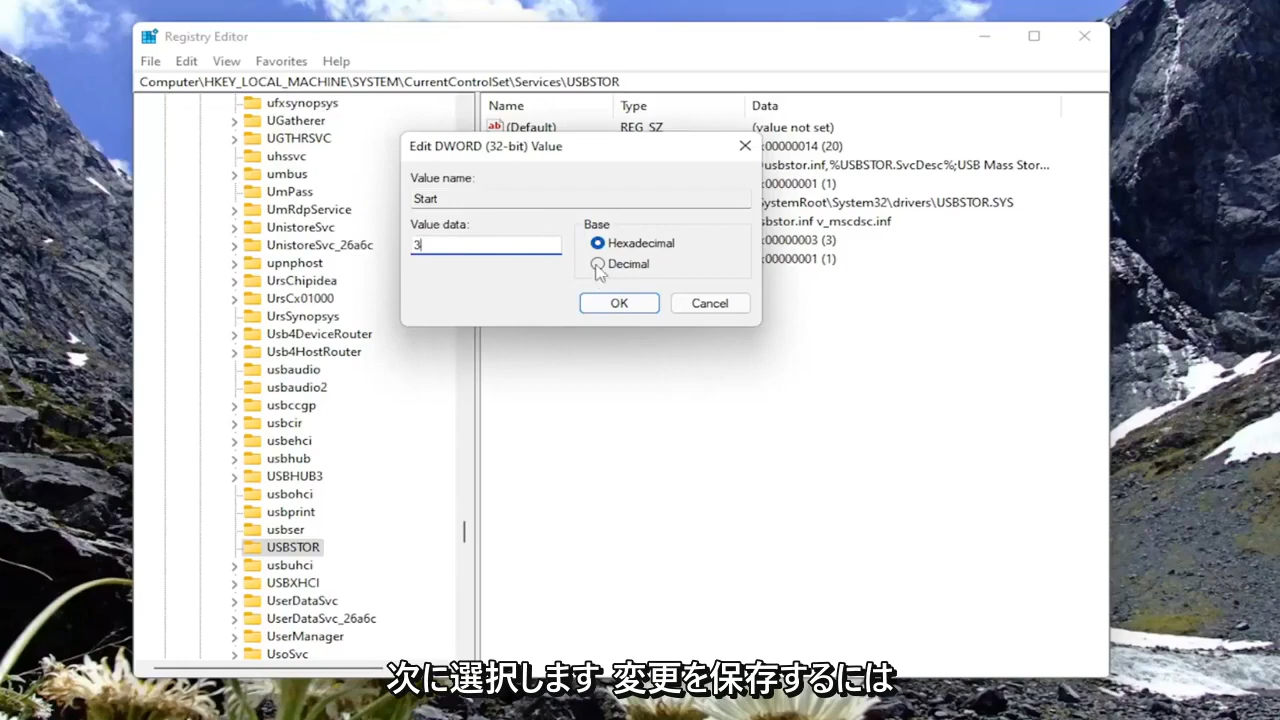 Registry Editor
File Edit View Favorites Help
Computer\HKEY_LOCAL_MACHINE\SYSTEM\CurrentControlSet\Services\USBSTOR
ufxsynopsys
UGatherer
UGTHRSVC
uhssvc
umbus
UmPass
UmRdpService
UnistoreSvc
UnistoreSvc_26a6c
upnphost
UrsChipidea
UrsCx01000
UrsSynopsys
Usb4DeviceRouter
Usb4HostRouter
usbaudio
usbaudio2
usbccgp
usbcir
usbehci
usbhub
USBHUB3
usbohci
usbprint
usbser
USBSTOR
usbuhci
USBXHCI
UserDataSvc
UserDataSvc_26a6c
UserManager
UsoSvc
Name Type Data
(Default) REG_SZ (value not set)
:00000014 (20)
usbstor.inf,%USBSTOR.SvcDesc%;USB Mass Stor...
:00000001 (1)
SystemRoot\System32\drivers\USBSTOR.SYS
sbstor.inf v_mscdsc.inf
:00000003 (3)
:00000001 (1)
Edit DWORD (32-bit) Value
Value name:
Start
Value data:
3
Base
Hexadecimal
Decimal
OK Cancel
次に選択します 変更を保存するには